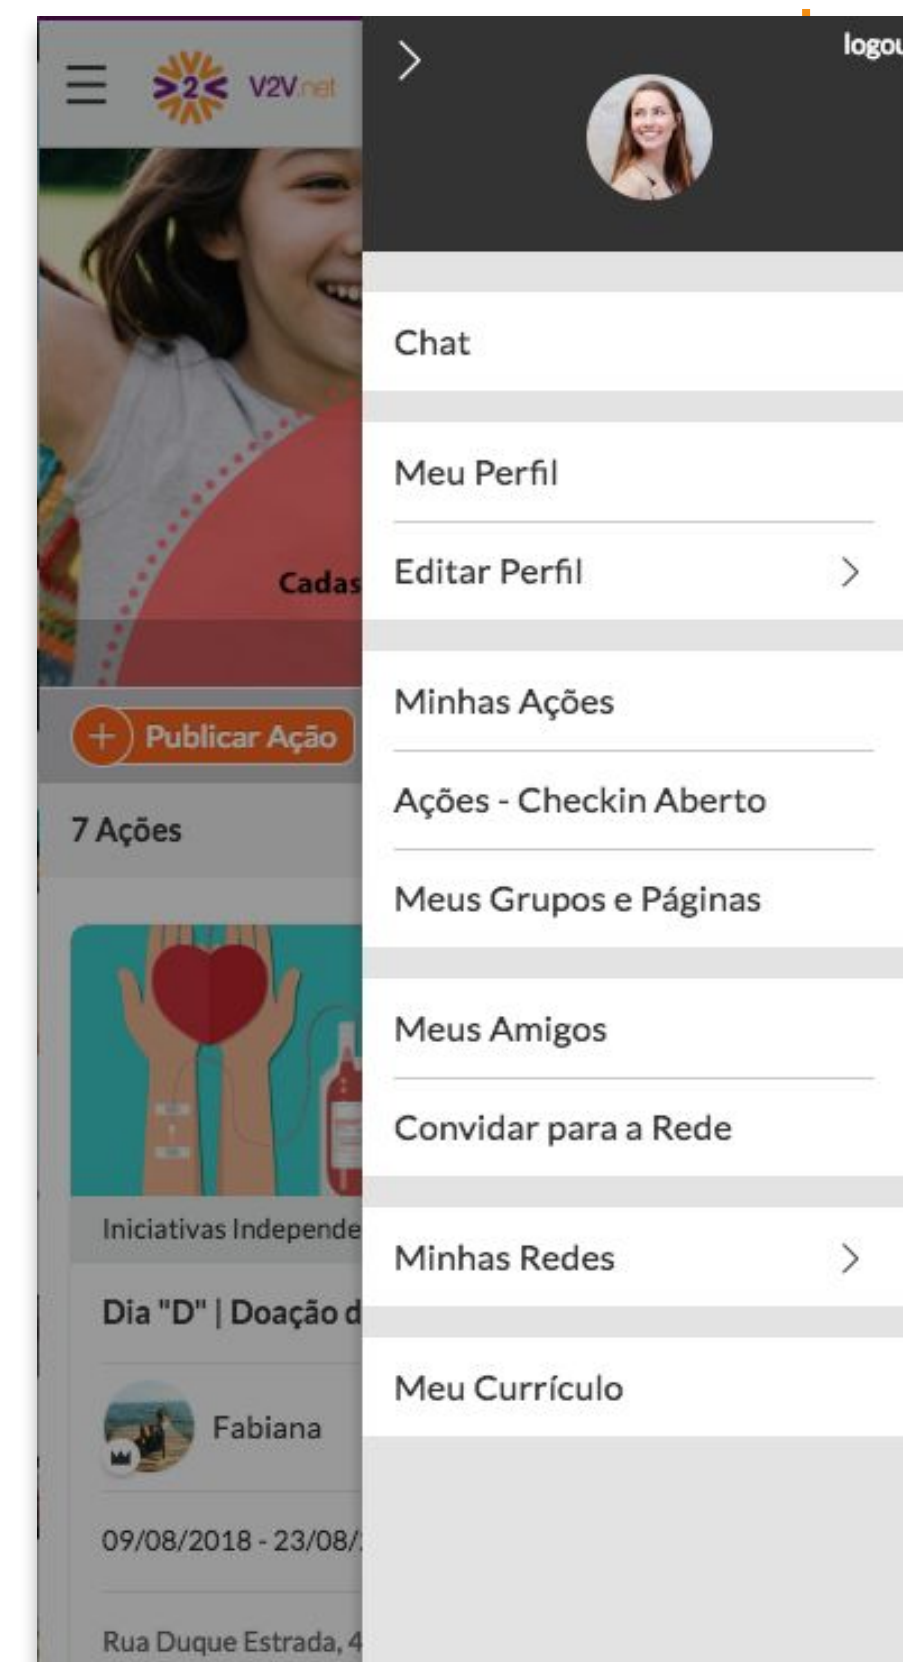 V2V.net
logou
Chat
Meu Perfil
Editar Perfil
Minhas Ações
Ações - Checkin Aberto
Meus Grupos e Páginas
Meus Amigos
Convidar para a Rede
Minhas Redes
Meu Currículo
Cadas
Publicar Ação
7 Ações
Iniciativas Independe
Dia "D" | Doação d
Fabiana
09/08/2018 - 23/08/
Rua Duque Estrada, 4